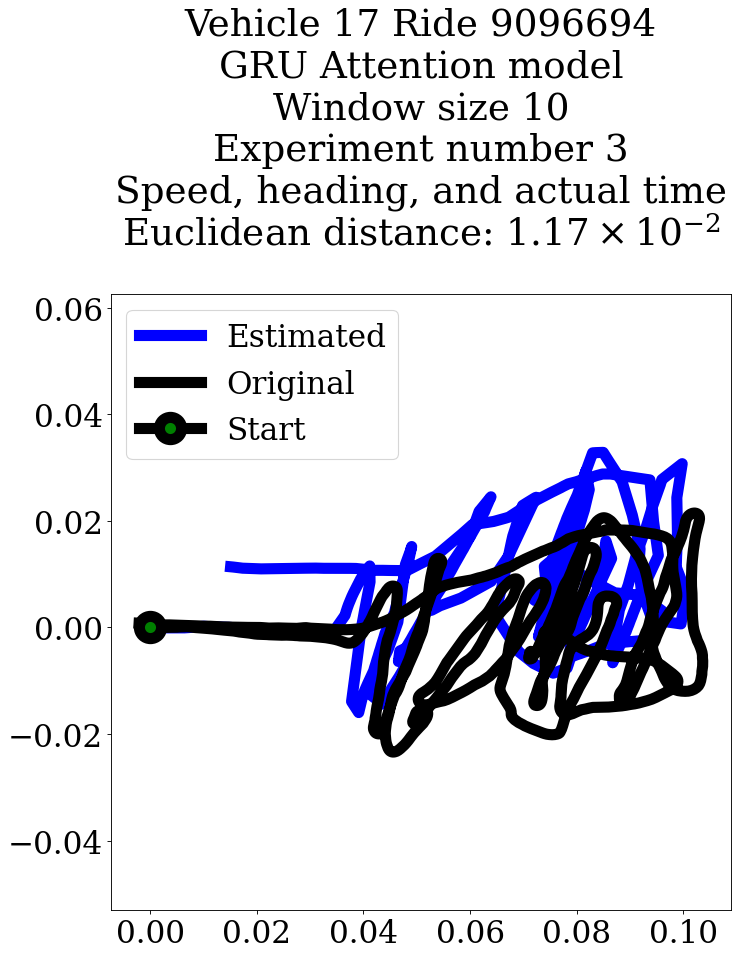 Vehicle 17 Ride 9096694
GRU Attention model
Window size 10
Experiment number 3
Speed, heading, and actual time
Euclidean distance: 1.17 × 10⁻²
0.06
0.04
0.02
0.00
−0.02
−0.04
Estimated
Original
Start
0.00 0.02 0.04 0.06 0.08 0.10